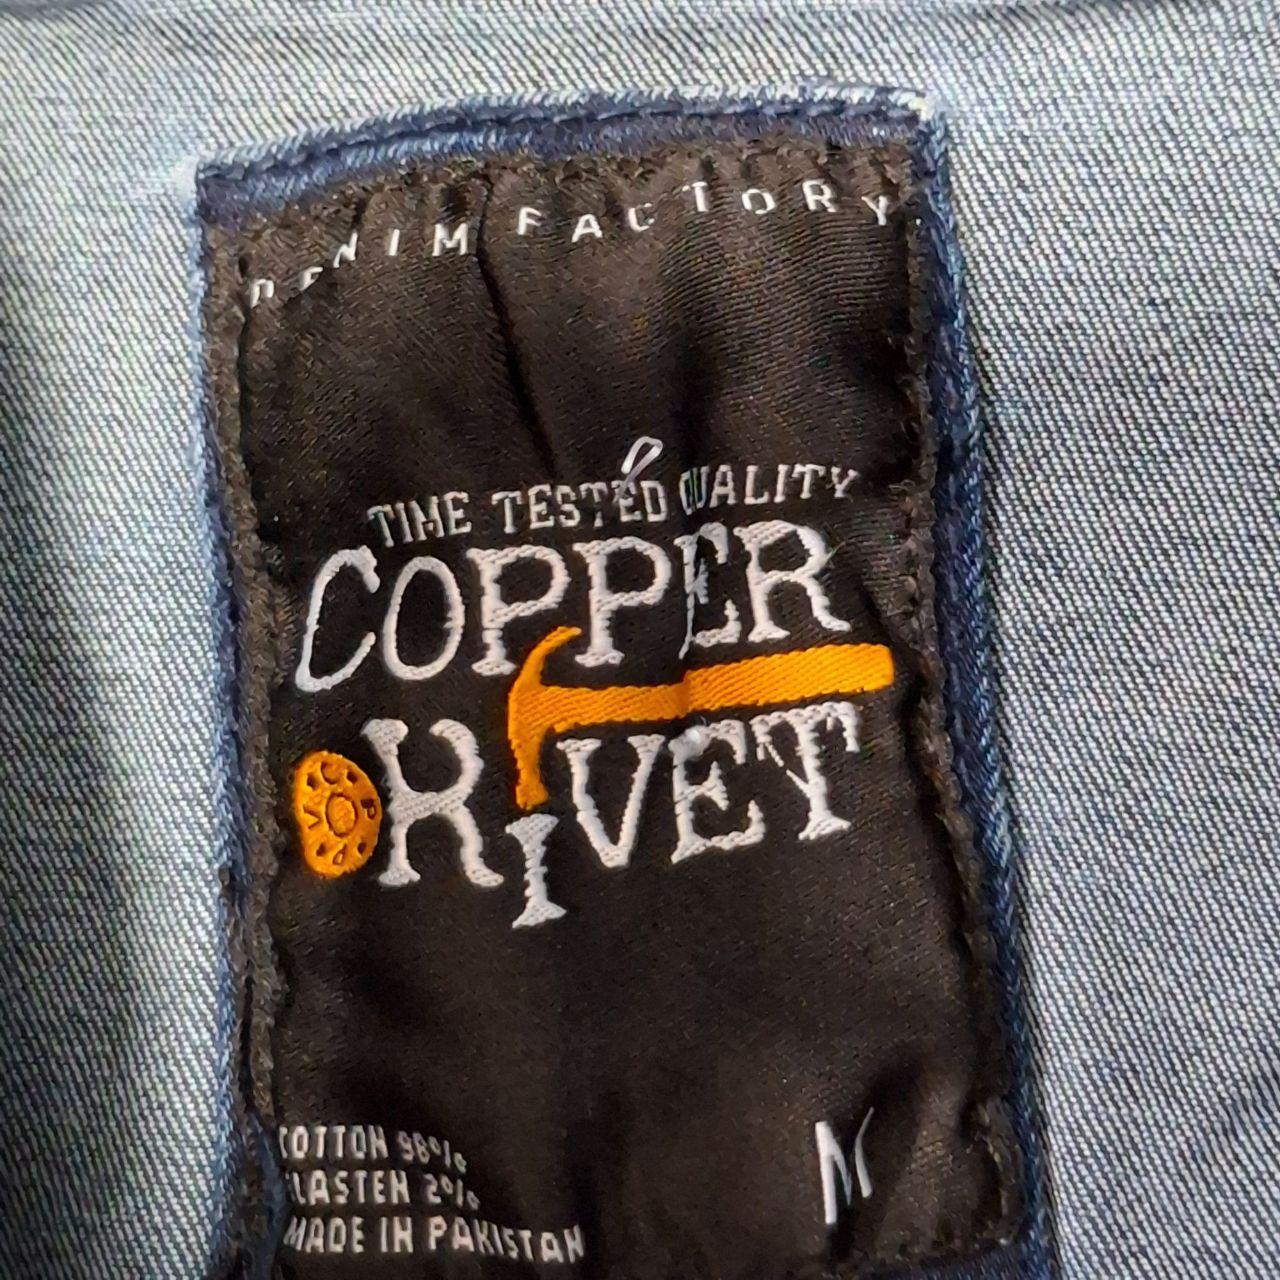 DENIM FACTORY
TIME TESTED QUALITY
COPPER
RIVET
COTTON 98%
ELASTEN 2%
MADE IN PAKISTAN
M